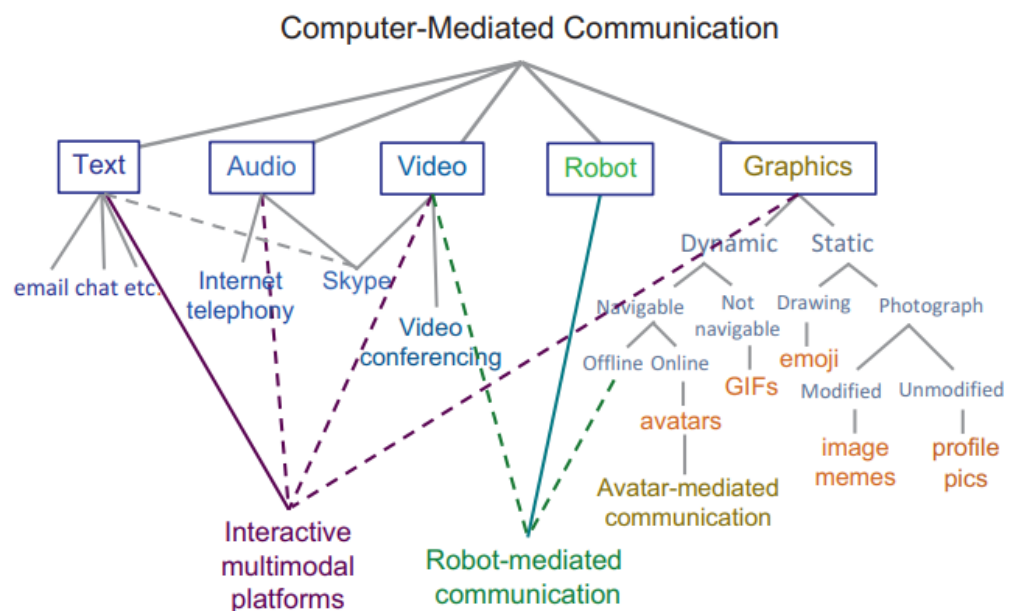 Computer-Mediated Communication
Text
Audio
Video
Robot
Graphics
Dynamic
Static
email chat etc.
Internet
telephony
Skype
Video
conferencing
Navigable
Not
navigable
Drawing
Photograph
Offline
Online
GIFs
emoji
Modified
Unmodified
avatars
image
memes
profile
pics
Avatar-mediated
communication
Interactive
multimodal
platforms
Robot-mediated
communication